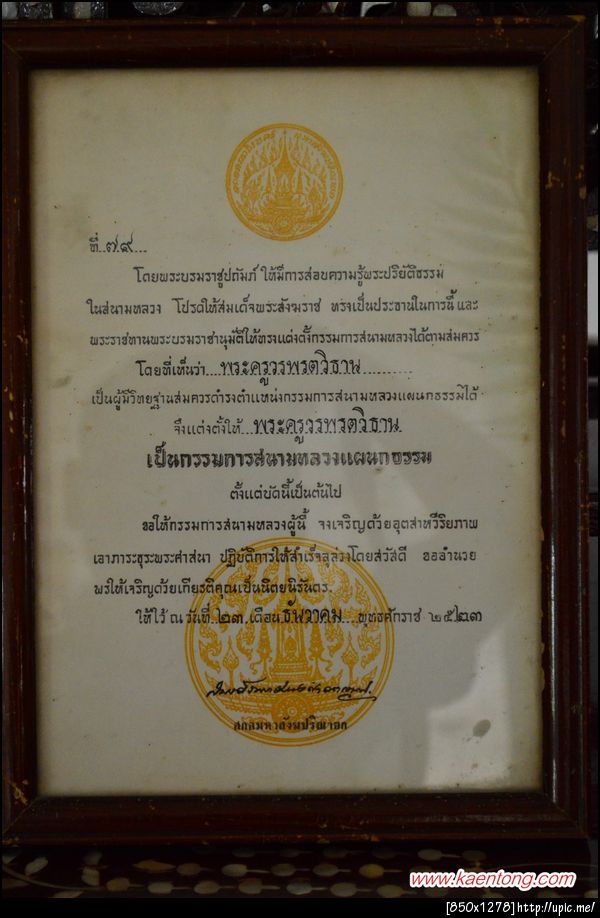 ที่ ๗๙
โดยพระบรมราชูปถัมภ์ ให้มีการสอบความรู้พระปริยัติธรรม
ในสนามหลวง โปรดให้สมเด็จพระสังฆราช ทรงเป็นประธานในการนี้ และ
พระราชทานพระบรมราชานุมัติให้ทรงแต่งตั้งกรรมการสนามหลวงได้ตามสมควร
โดยที่เห็นว่า....พระครูวรพรตวิธาน..........
เป็นผู้มีวิทยฐานสมควรดำรงตำแหน่งกรรมการสนามหลวงแผนกธรรมได้
จึงแต่งตั้งให้...พระครูวรพรตวิธาน
เป็นกรรมการสนามหลวงแผนกธรรม
ตั้งแต่บัดนี้เป็นต้นไป
ขอให้กรรมการสนามหลวงผู้นี้ จงเจริญด้วยอุตสาหวิริยภาพ
เอาภาระธุระพระศาสนา ปฏิบัติการให้สำเร็จลุล่วงโดยสวัสดี ขออำนวย
พรให้เจริญด้วยเกียรติคุณเป็นนิตยนิรันดร.
ให้ไว้ ณ วันที่ ๒๓ เดือน ธันวาคม พุทธศักราช ๒๕๒๓
สกลมหาสังฆปริณายก
www.kaentong.com
[850x1278]http://upic.me/